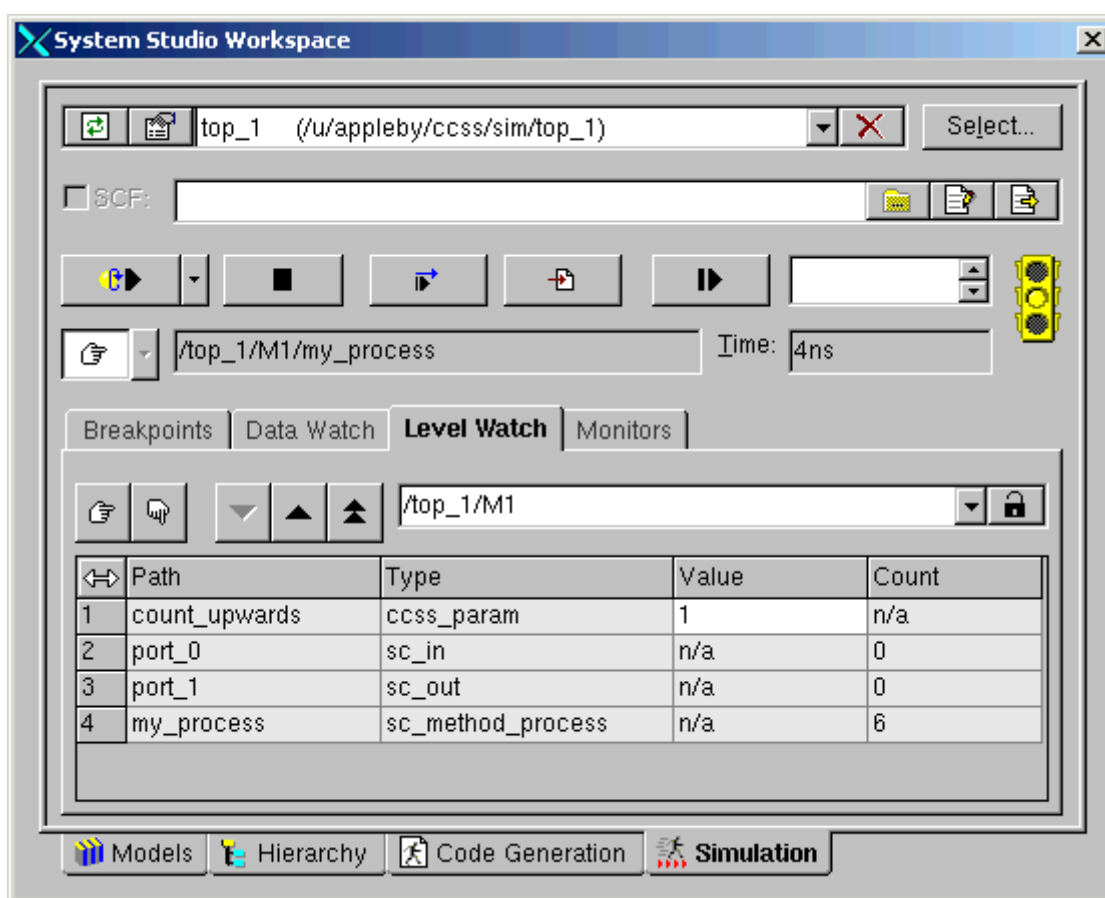 System Studio Workspace
top_1 (/u/appleby/ccss/sim/top_1) Select...
SCF:
/top_1/M1/my_process Time: 4ns
Breakpoints Data Watch Level Watch Monitors
/top_1/M1
Path Type Value Count
1 count_upwards ccss_param 1 n/a
2 port_0 sc_in n/a 0
3 port_1 sc_out n/a 0
4 my_process sc_method_process n/a 6
Models Hierarchy Code Generation Simulation